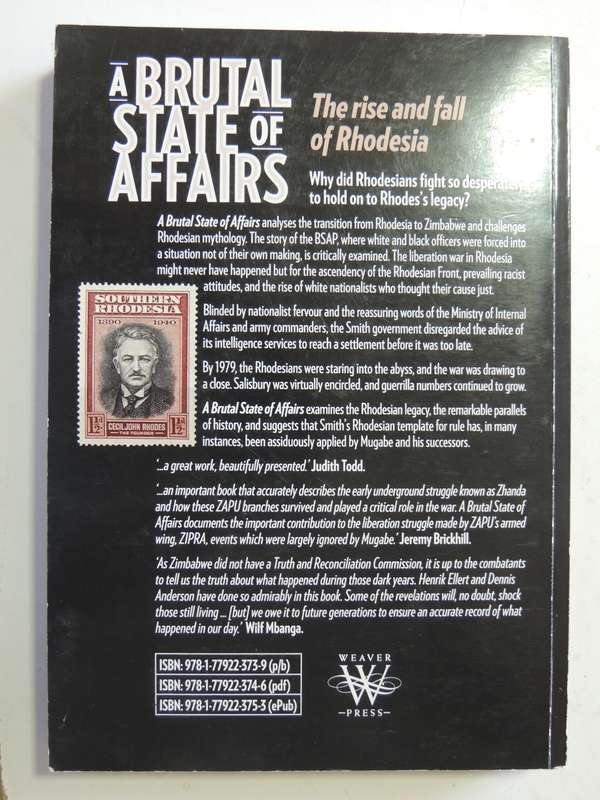 A BRUTAL
STATE OF
AFFAIRS
The rise and fall
of Rhodesia
Why did Rhodesians fight so desperately
to hold on to Rhodes's legacy?
A Brutal State of Affairs analyses the transition from Rhodesia to Zimbabwe and challenges
Rhodesian mythology. The story of the BSAP, where white and black officers were forced into
a situation not of their own making, is critically examined. The liberation war in Rhodesia
might never have happened but for the ascendency of the Rhodesian Front, prevailing racist
attitudes, and the rise of white nationalists who thought their cause just.
SOUTHERN
RHODESIA
1890 1940
1½d 1½d
CECIL JOHN RHODES
THE FOUNDER
Blinded by nationalist fervour and the reassuring words of the Ministry of Internal
Affairs and army commanders, the Smith government disregarded the advice of
its intelligence services to reach a settlement before it was too late.
By 1979, the Rhodesians were staring into the abyss, and the war was drawing to
a close. Salisbury was virtually encircled, and guerrilla numbers continued to grow.
A Brutal State of Affairs examines the Rhodesian legacy, the remarkable parallels
of history, and suggests that Smith's Rhodesian template for rule has, in many
instances, been assiduously applied by Mugabe and his successors.
'...a great work, beautifully presented.' Judith Todd.
'...an important book that accurately describes the early underground struggle known as Zhanda
and how these ZAPU branches survived and played a critical role in the war. A Brutal State of
Affairs documents the important contribution to the liberation struggle made by ZAPU's armed
wing, ZIPRA, events which were largely ignored by Mugabe.' Jeremy Brickhill.
'As Zimbabwe did not have a Truth and Reconciliation Commission, it is up to the combatants
to tell us the truth about what happened during those dark years. Henrik Ellert and Dennis
Anderson have done so admirably in this book. Some of the revelations will, no doubt, shock
those still living ... [but] we owe it to future generations to ensure an accurate record of what
happened in our day.' Wilf Mbanga.
ISBN: 978-1-77922-373-9 (p/b)
ISBN: 978-1-77922-374-6 (pdf)
ISBN: 978-1-77922-375-3 (ePub)
WEAVER
W
PRESS